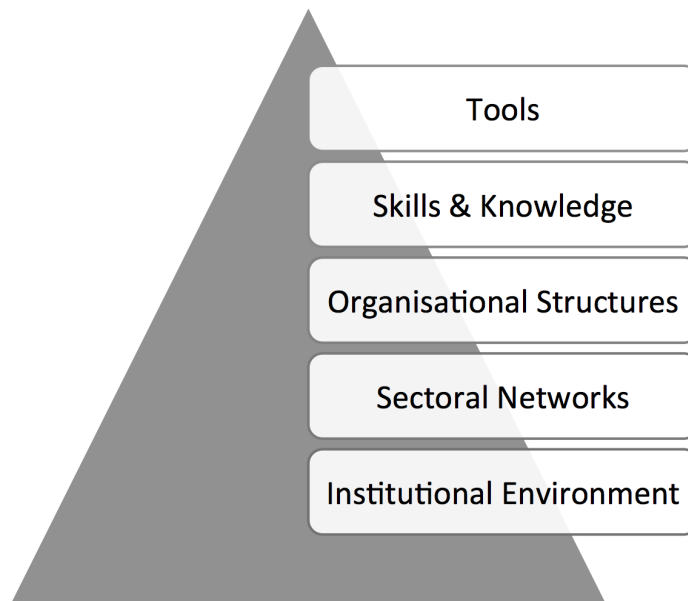 Tools
Skills & Knowledge
Organisational Structures
Sectoral Networks
Institutional Environment